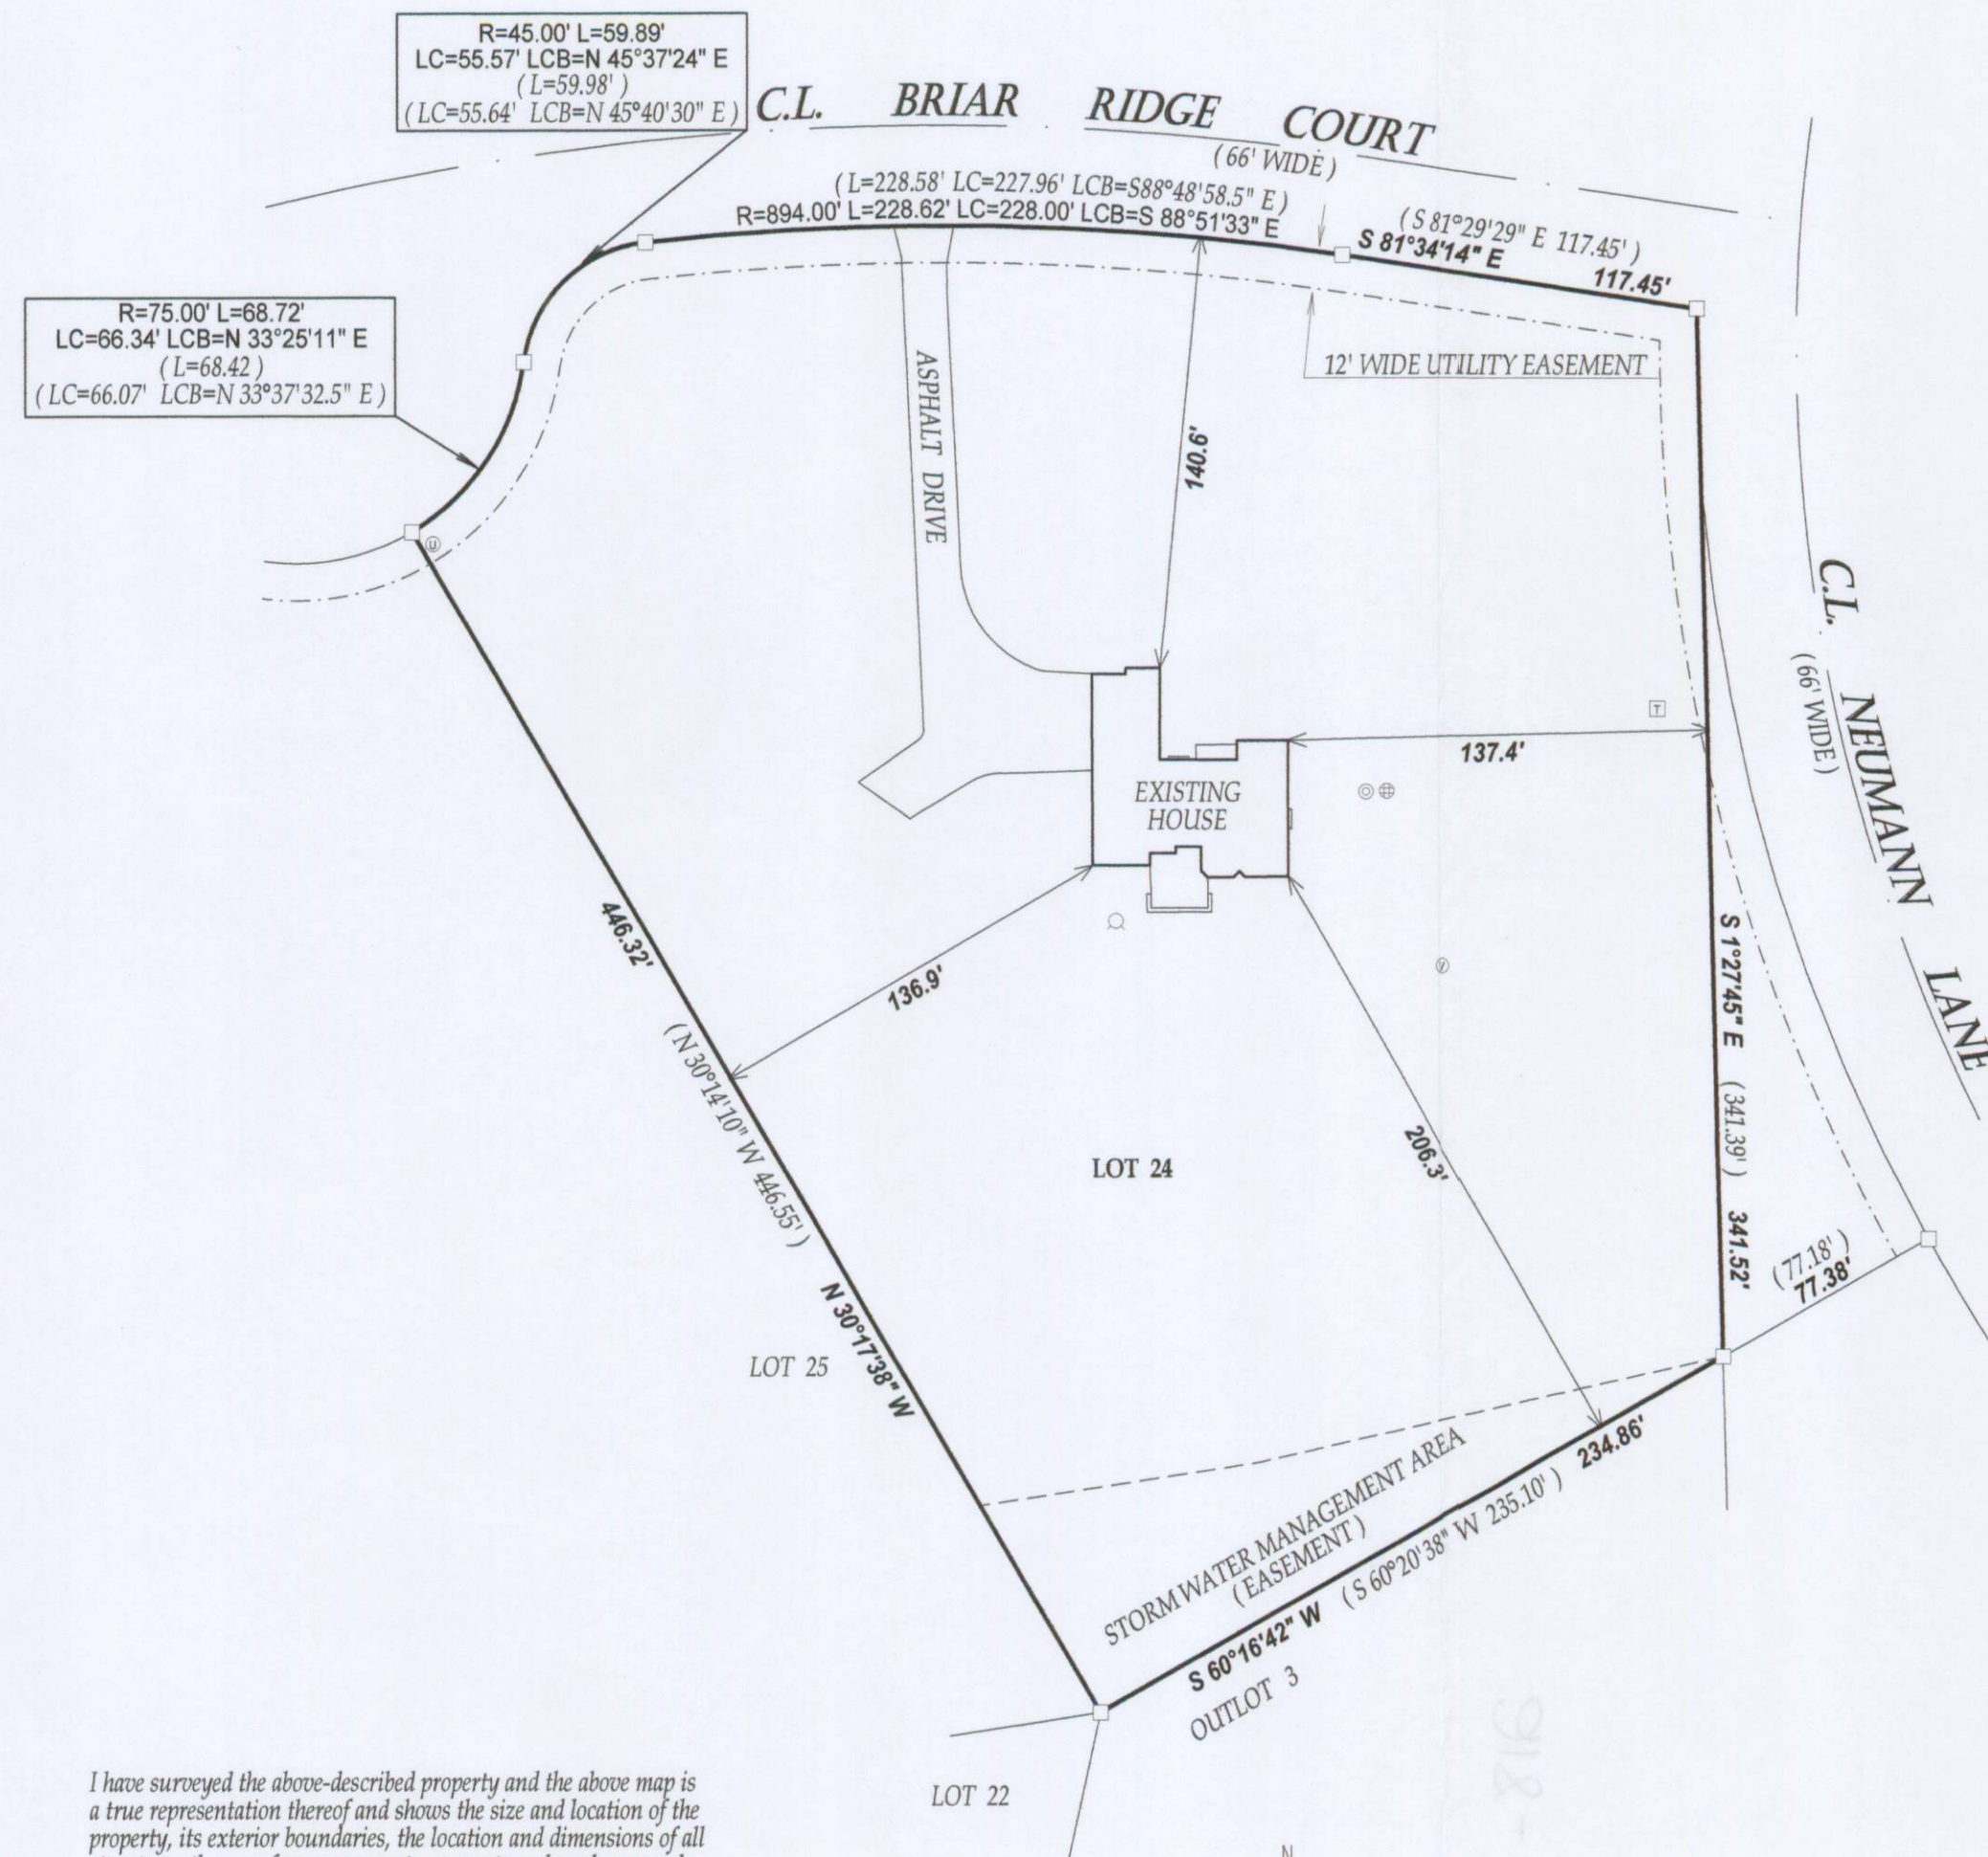 R=45.00' L=59.89'
LC=55.57' LCB=N 45°37'24" E
( L=59.98' )
( LC=55.64' LCB=N 45°40'30" E )
C.L. BRIAR RIDGE COURT
( 66' WIDE )
( L=228.58' LC=227.96' LCB=S88°48'58.5" E )
R=894.00' L=228.62' LC=228.00' LCB=S 88°51'33" E
( S 81°29'29" E 117.45' )
S 81°34'14" E
117.45'
R=75.00' L=68.72'
LC=66.34' LCB=N 33°25'11" E
( L=68.42 )
( LC=66.07' LCB=N 33°37'32.5" E )
12' WIDE UTILITY EASEMENT
ASPHALT DRIVE
140.6'
U
C.L. NEUMANN LANE
( 66' WIDE )
T
137.4'
EXISTING
HOUSE
446.32'
136.9'
V
S 1°27'45" E (341.39') 341.52'
( N 30°14'10" W 446.55' )
206.3'
LOT 24
( 77.18' )
77.38'
N 30°17'38" W
LOT 25
234.86'
STORMWATER MANAGEMENT AREA
( EASEMENT )
( S 60°20'38" W 235.10' )
S 60°16'42" W
OUTLOT 3
LOT 22
I have surveyed the above-described property and the above map is
a true representation thereof and shows the size and location of the
property, its exterior boundaries, the location and dimensions of all